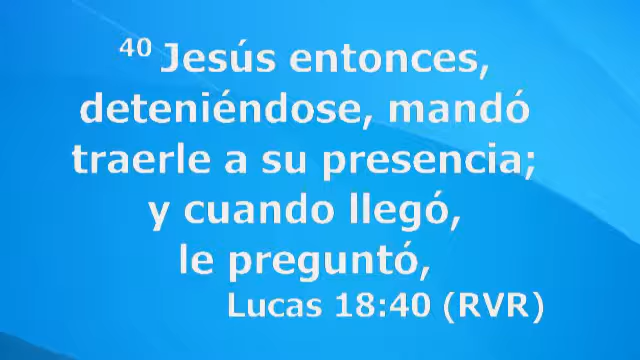 40 Jesús entonces,
deteniéndose, mandó
traerle a su presencia;
y cuando llegó,
le preguntó,
Lucas 18:40 (RVR)